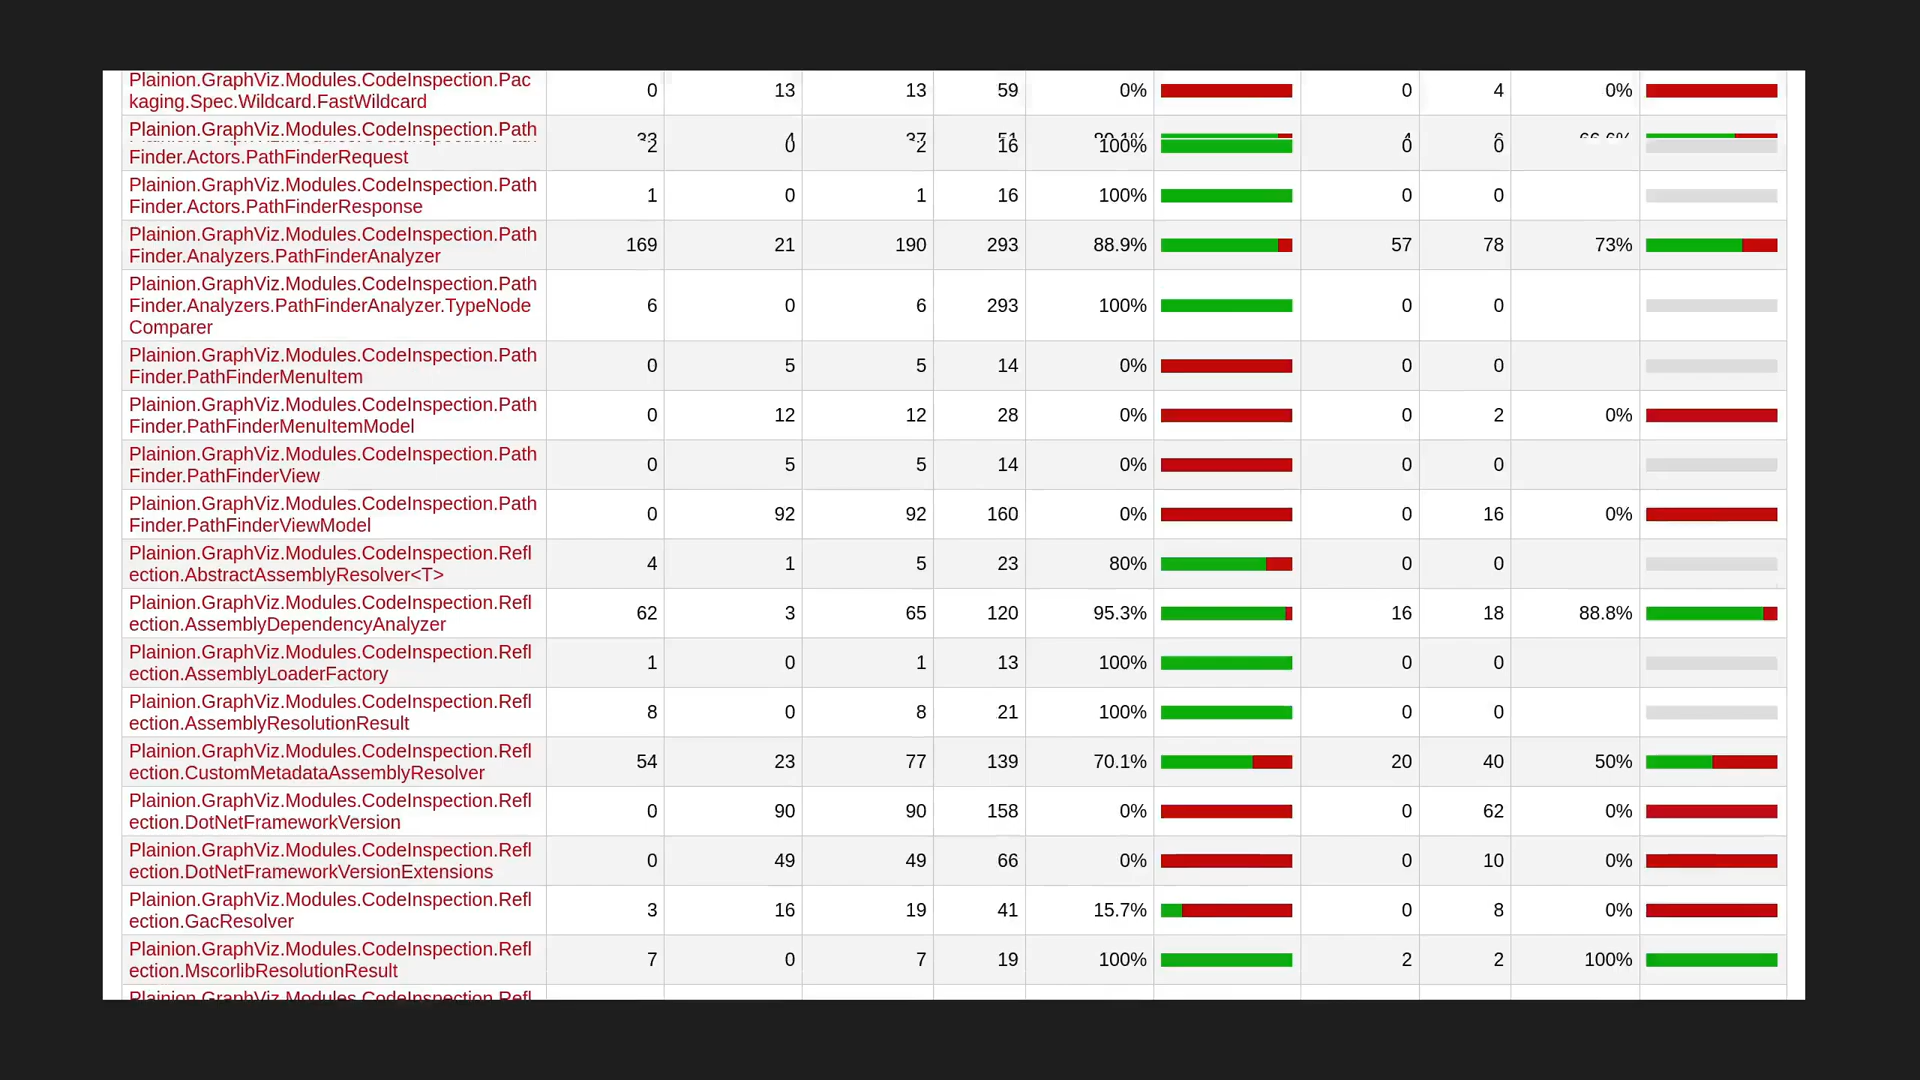 Plainion.GraphViz.Modules.CodeInspection.Pac
kaging.Spec.Wildcard.FastWildcard 0 13 13 59 0% 0 4 0%
Plainion.GraphViz.Modules.CodeInspection.Path
Finder.Actors.PathFinderRequest 2 0 2 16 100% 0 0
Plainion.GraphViz.Modules.CodeInspection.Path
Finder.Actors.PathFinderResponse 1 0 1 16 100% 0 0
Plainion.GraphViz.Modules.CodeInspection.Path
Finder.Analyzers.PathFinderAnalyzer 169 21 190 293 88.9% 57 78 73%
Plainion.GraphViz.Modules.CodeInspection.Path
Finder.Analyzers.PathFinderAnalyzer.TypeNode
Comparer 6 0 6 293 100% 0 0
Plainion.GraphViz.Modules.CodeInspection.Path
Finder.PathFinderMenuItem 0 5 5 14 0% 0 0
Plainion.GraphViz.Modules.CodeInspection.Path
Finder.PathFinderMenuItemModel 0 12 12 28 0% 0 2 0%
Plainion.GraphViz.Modules.CodeInspection.Path
Finder.PathFinderView 0 5 5 14 0% 0 0
Plainion.GraphViz.Modules.CodeInspection.Path
Finder.PathFinderViewModel 0 92 92 160 0% 0 16 0%
Plainion.GraphViz.Modules.CodeInspection.Refl
ection.AbstractAssemblyResolver<T> 4 1 5 23 80% 0 0
Plainion.GraphViz.Modules.CodeInspection.Refl
ection.AssemblyDependencyAnalyzer 62 3 65 120 95.3% 16 18 88.8%
Plainion.GraphViz.Modules.CodeInspection.Refl
ection.AssemblyLoaderFactory 1 0 1 13 100% 0 0
Plainion.GraphViz.Modules.CodeInspection.Refl
ection.AssemblyResolutionResult 8 0 8 21 100% 0 0
Plainion.GraphViz.Modules.CodeInspection.Refl
ection.CustomMetadataAssemblyResolver 54 23 77 139 70.1% 20 40 50%
Plainion.GraphViz.Modules.CodeInspection.Refl
ection.DotNetFrameworkVersion 0 90 90 158 0% 0 62 0%
Plainion.GraphViz.Modules.CodeInspection.Refl
ection.DotNetFrameworkVersionExtensions 0 49 49 66 0% 0 10 0%
Plainion.GraphViz.Modules.CodeInspection.Refl
ection.GacResolver 3 16 19 41 15.7% 0 8 0%
Plainion.GraphViz.Modules.CodeInspection.Refl
ection.MscorlibResolutionResult 7 0 7 19 100% 2 2 100%
Plainion.GraphViz.Modules.CodeInspection.Refl